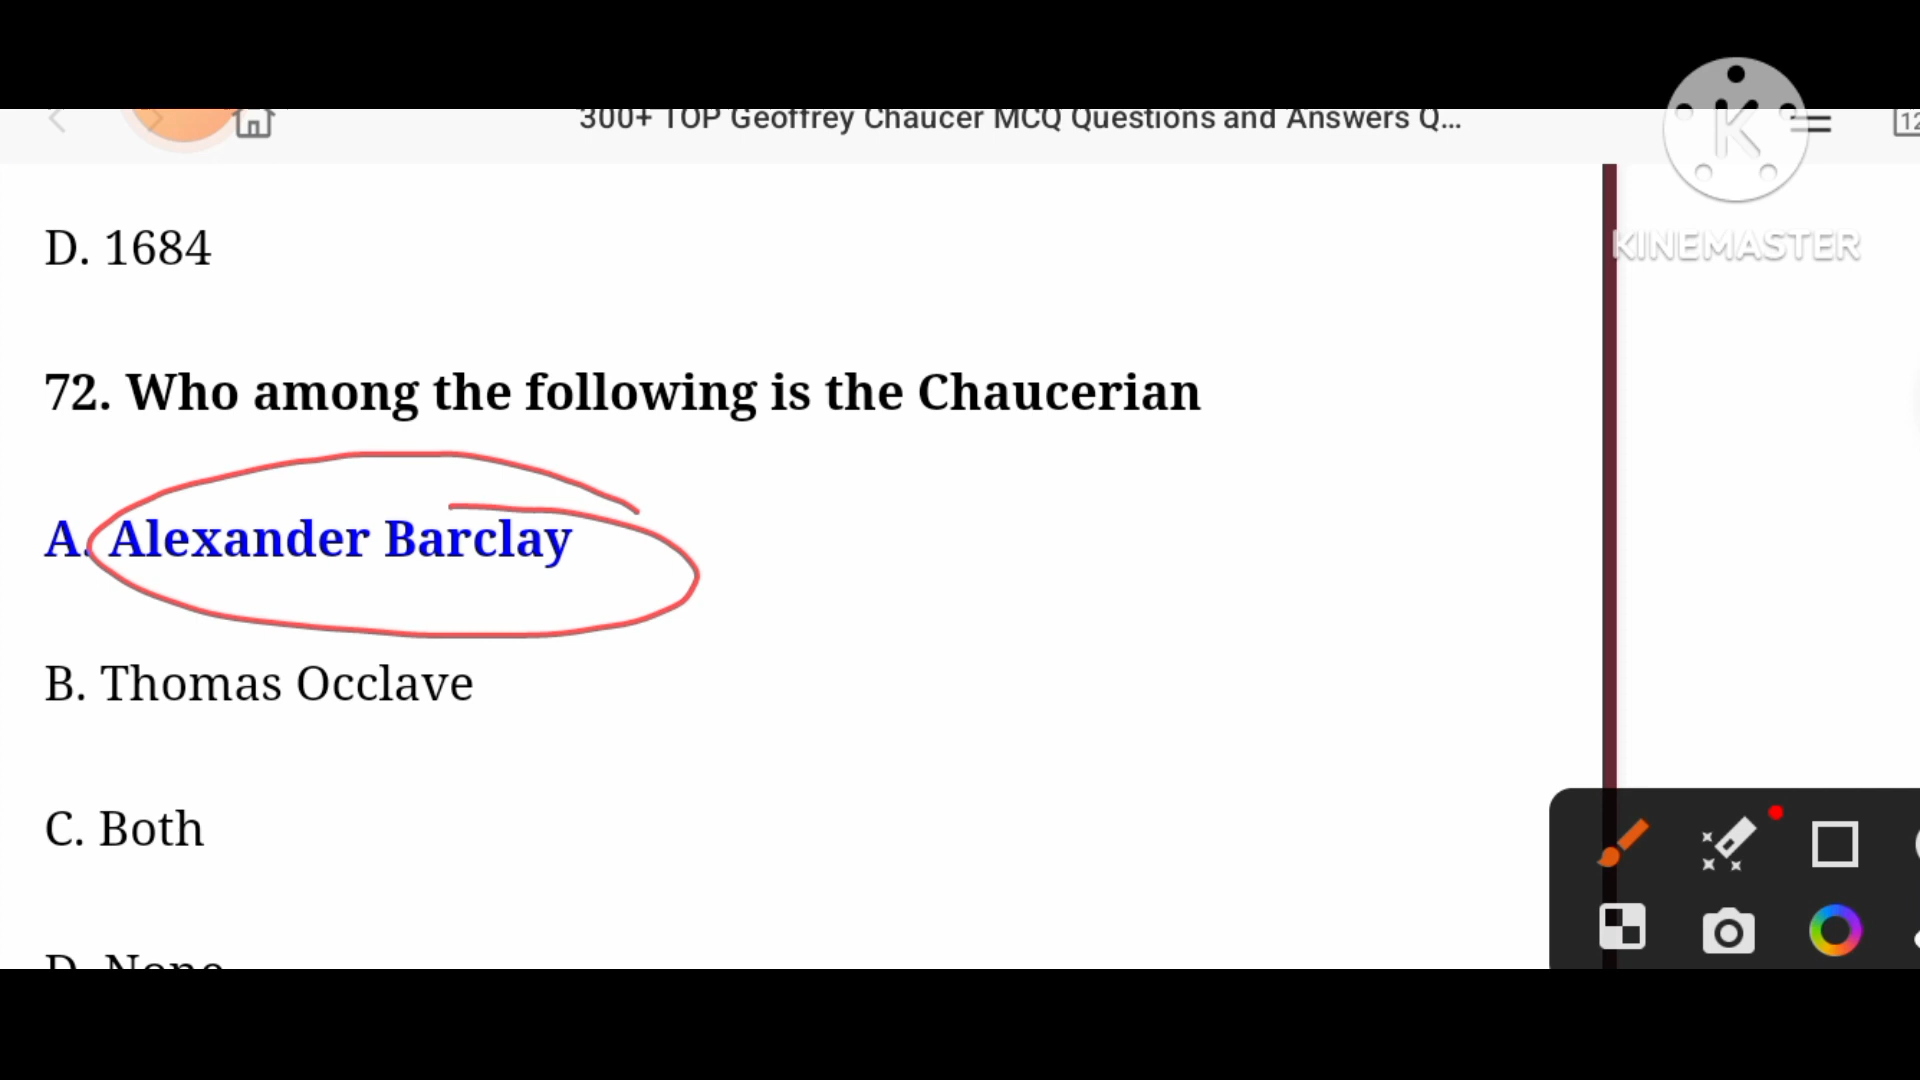 300+ TOP Geoffrey Chaucer MCQ Questions and Answers Q...
K
KINEMASTER
D. 1684
72. Who among the following is the Chaucerian
A. Alexander Barclay
B. Thomas Occlave
C. Both
D. None